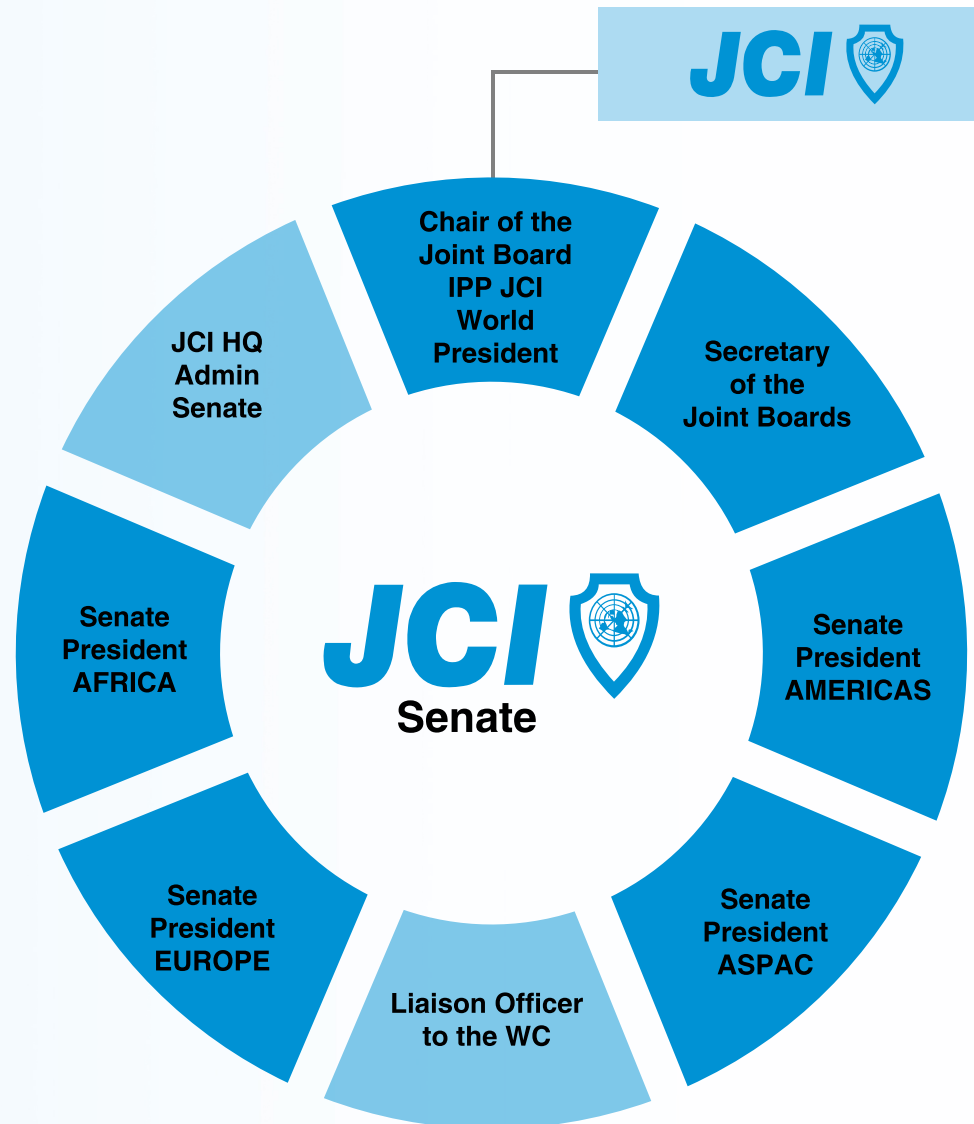 JCI
Chair of the
Joint Board
IPP JCI
World
President
Secretary
of the
Joint Boards
Senate
President
AMERICAS
Senate
President
ASPAC
Liaison Officer
to the WC
Senate
President
EUROPE
Senate
President
AFRICA
JCI HQ
Admin
Senate
JCI
Senate